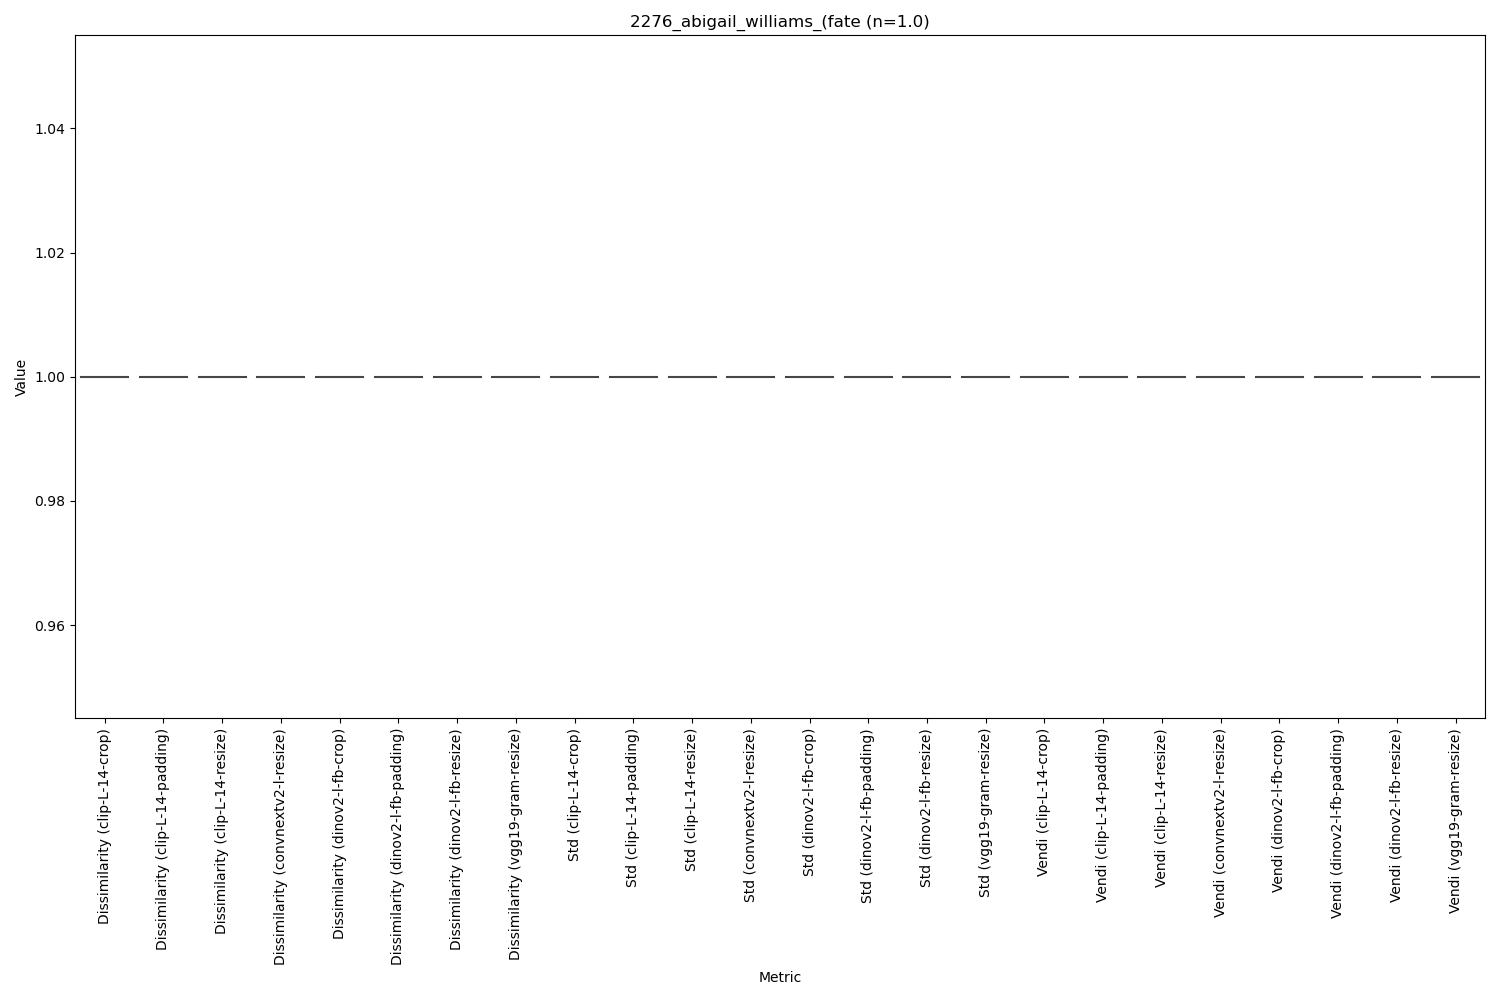 2276_abigail_williams_(fate (n=1.0)
1.04
1.02
1.00
0.98
0.96
Value
Dissimilarity (clip-L-14-crop)
Dissimilarity (clip-L-14-padding)
Dissimilarity (clip-L-14-resize)
Dissimilarity (convnextv2-l-resize)
Dissimilarity (dinov2-l-fb-crop)
Dissimilarity (dinov2-l-fb-padding)
Dissimilarity (dinov2-l-fb-resize)
Dissimilarity (vgg19-gram-resize)
Std (clip-L-14-crop)
Std (clip-L-14-padding)
Std (clip-L-14-resize)
Std (convnextv2-l-resize)
Std (dinov2-l-fb-crop)
Std (dinov2-l-fb-padding)
Std (dinov2-l-fb-resize)
Std (vgg19-gram-resize)
Vendi (clip-L-14-crop)
Vendi (clip-L-14-padding)
Vendi (clip-L-14-resize)
Vendi (convnextv2-l-resize)
Vendi (dinov2-l-fb-crop)
Vendi (dinov2-l-fb-padding)
Vendi (dinov2-l-fb-resize)
Vendi (vgg19-gram-resize)
Metric